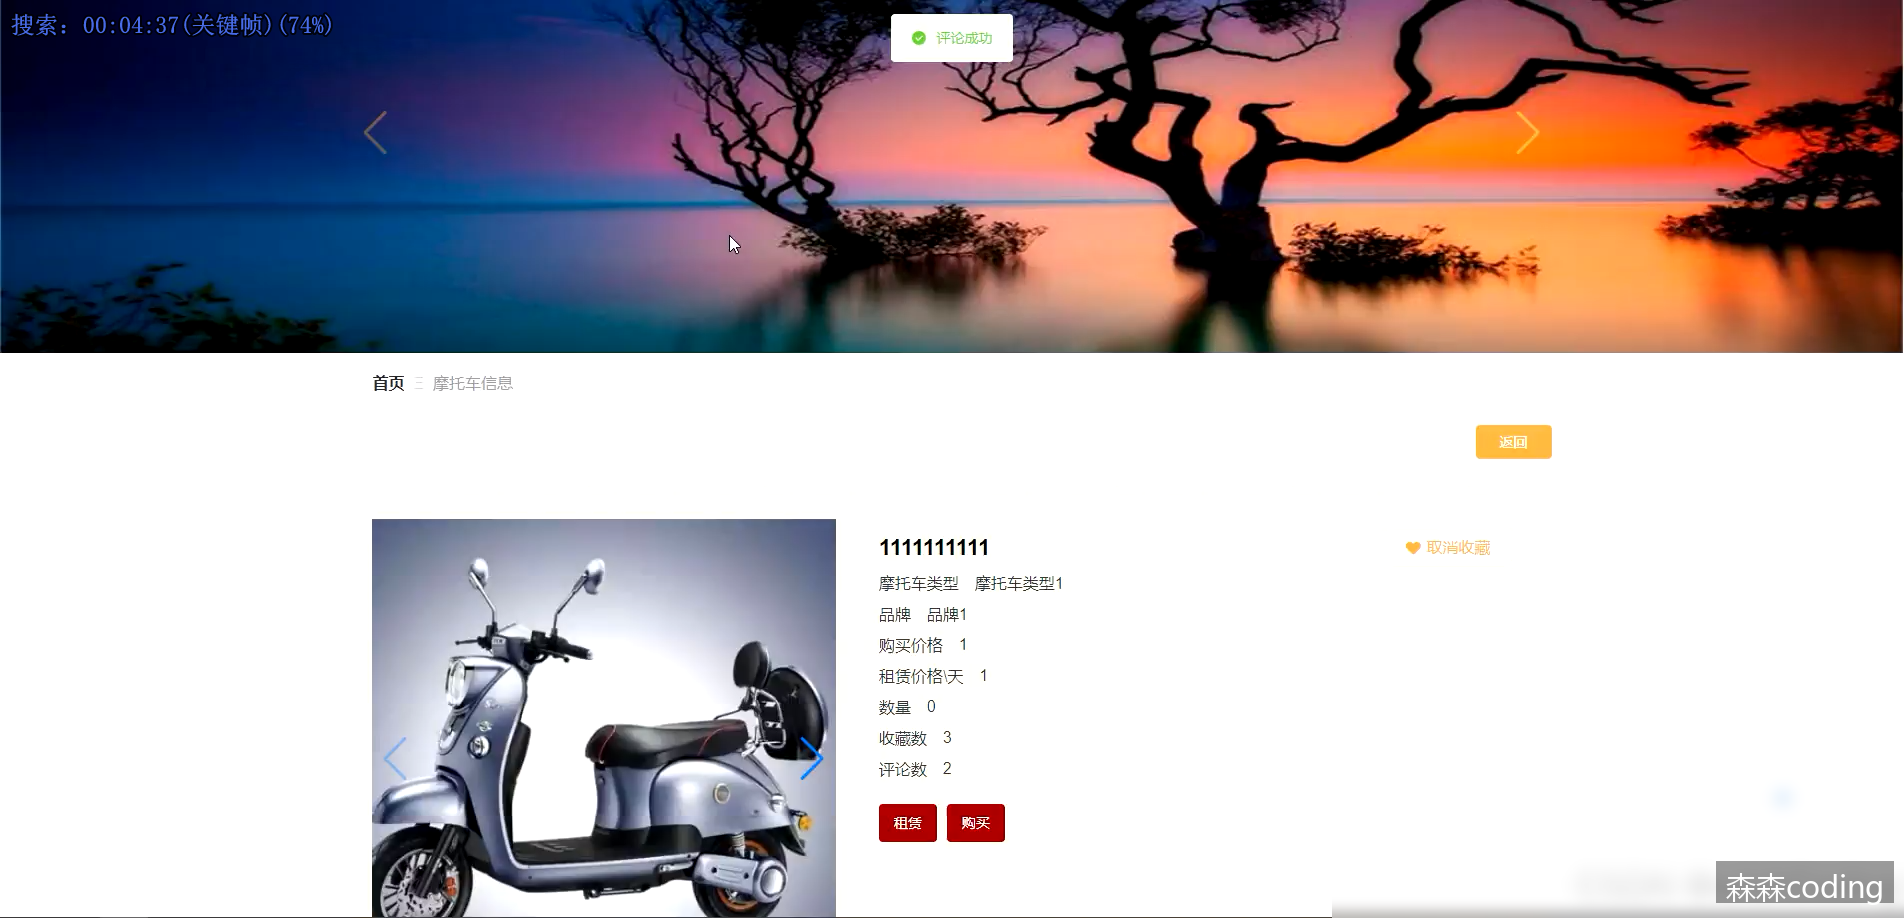 搜索：00:04:37(关键帧)(74%)
评论成功
首页 摩托车信息
返回
1111111111
取消收藏
摩托车类型 摩托车类型1
品牌 品牌1
购买价格 1
租赁价格\天 1
数量 0
收藏数 3
评论数 2
租赁 购买
森森coding